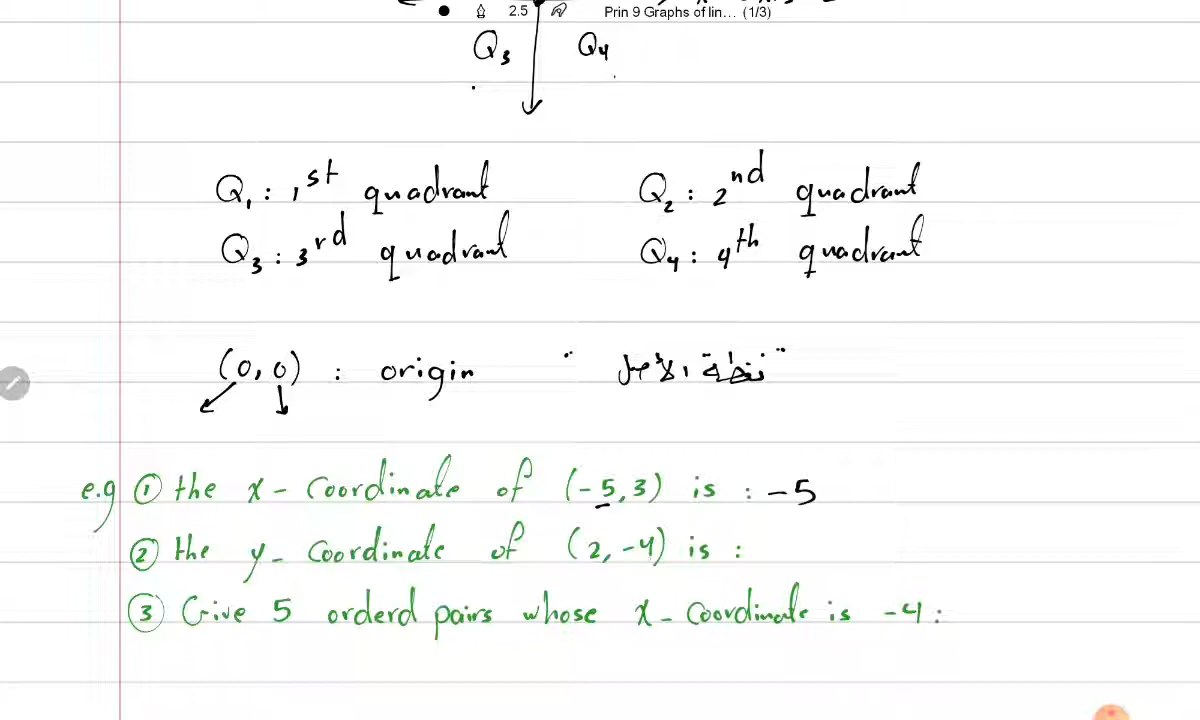 2.5 Prin 9 Graphs of lin... (1/3)
Q3 Q4
Q1 : 1st quadrant Q2 : 2nd quadrant
Q3 : 3rd quadrant Q4 : 4th quadrant
(0, 0) : origin " نقطة الأصل "
e.g ① the x - Coordinate of (-5, 3) is : -5
② the y - Coordinate of (2, -4) is :
③ Give 5 orderd pairs whose x - Coordinate is -4 :